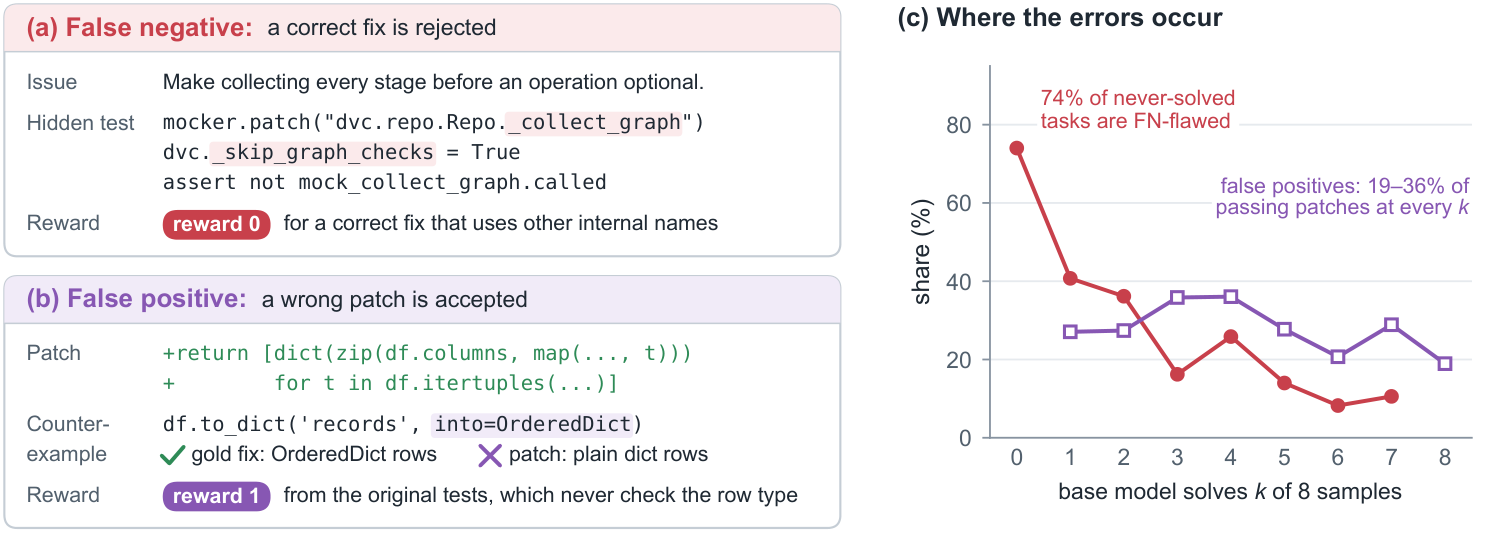 (a) False negative: a correct fix is rejected
Issue Make collecting every stage before an operation optional.
Hidden test mocker.patch("dvc.repo.Repo._collect_graph")
dvc._skip_graph_checks = True
assert not mock_collect_graph.called
Reward reward 0 for a correct fix that uses other internal names
(b) False positive: a wrong patch is accepted
Patch +return [dict(zip(df.columns, map(..., t)))
+        for t in df.itertuples(...)]
Counter- df.to_dict('records', into=OrderedDict)
example gold fix: OrderedDict rows patch: plain dict rows
Reward reward 1 from the original tests, which never check the row type
(c) Where the errors occur
74% of never-solved
tasks are FN-flawed
false positives: 19–36% of
passing patches at every k
share (%)
80
60
40
20
0
0 1 2 3 4 5 6 7 8
base model solves k of 8 samples